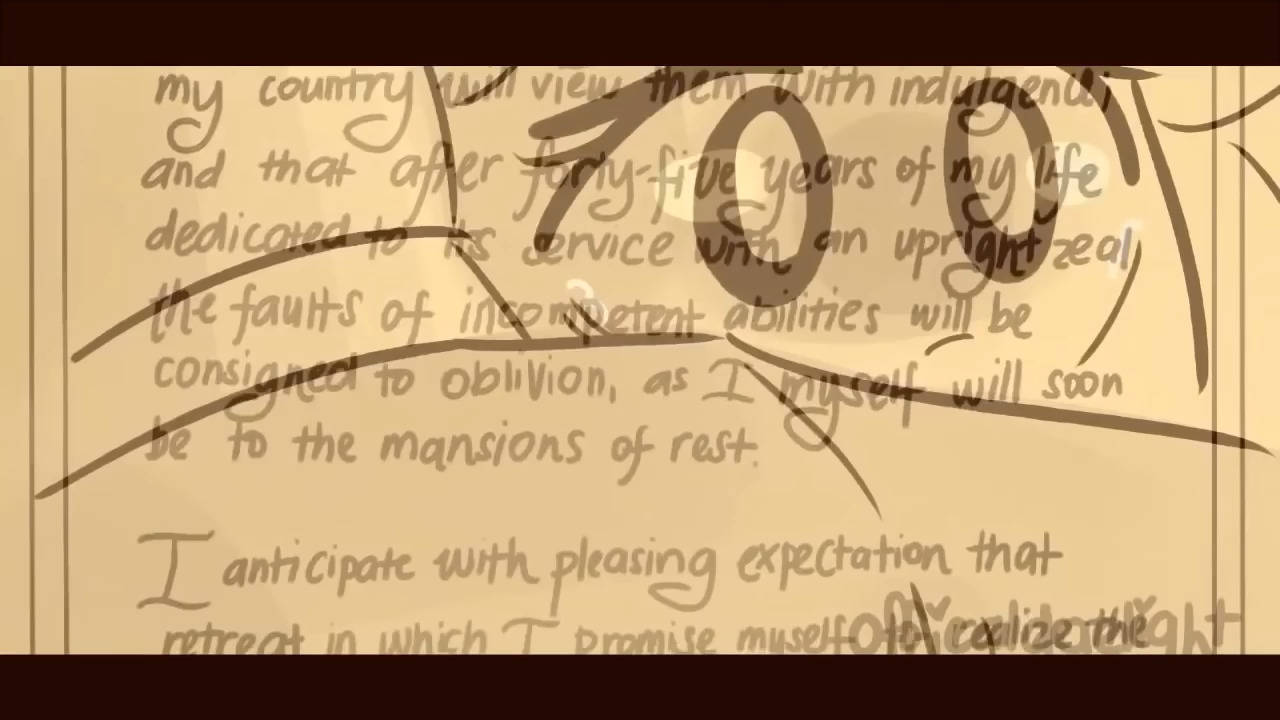 my country will view them with indulgence,
and that after forty-five years of my life
dedicated to its service with an upright zeal
the faults of incompetent abilities will be
consigned to oblivion, as I myself will soon
be to the mansions of rest.
I anticipate with pleasing expectation that
retreat in which I promise myself to realize the